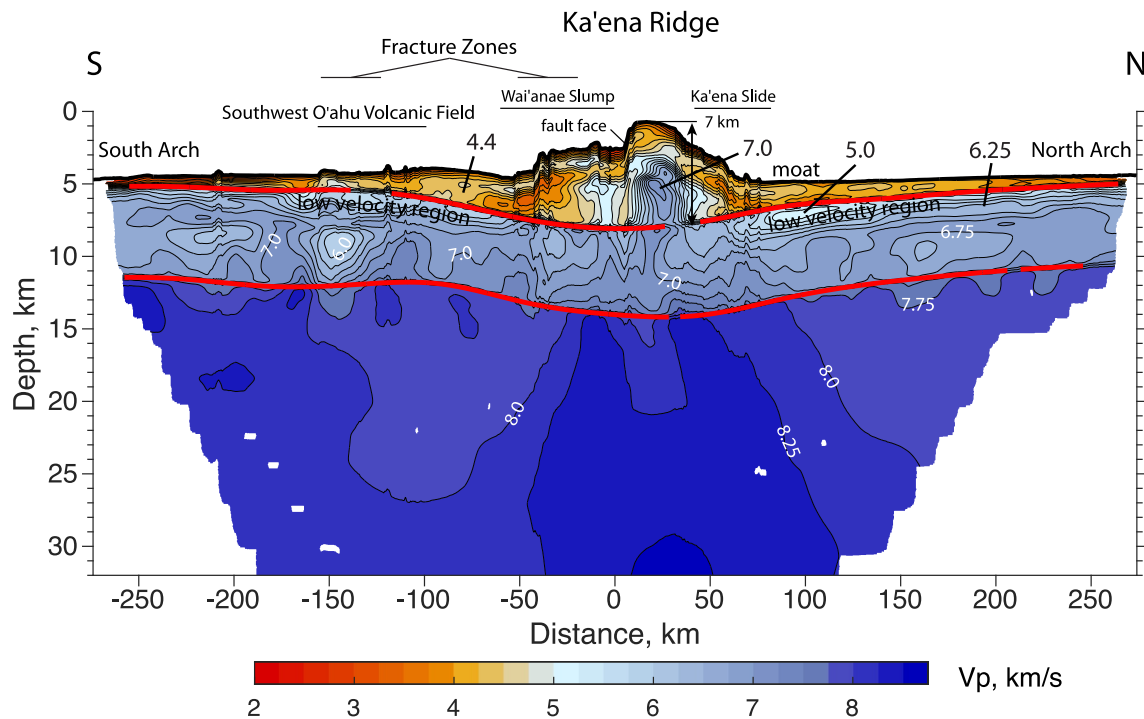 Ka'ena Ridge
S
Fracture Zones
N
Southwest O'ahu Volcanic Field
Wai'anae Slump
Ka'ena Slide
fault face
7 km
South Arch
4.4
7.0
moat
5.0
6.25
North Arch
low velocity region
low velocity region
7.0
6.0
7.0
7.0
6.75
7.75
8.0
8.0
8.25
Depth, km
0
5
10
15
20
25
30
-250
-200
-150
-100
-50
0
50
100
150
200
250
Distance, km
2
3
4
5
6
7
8
Vp, km/s